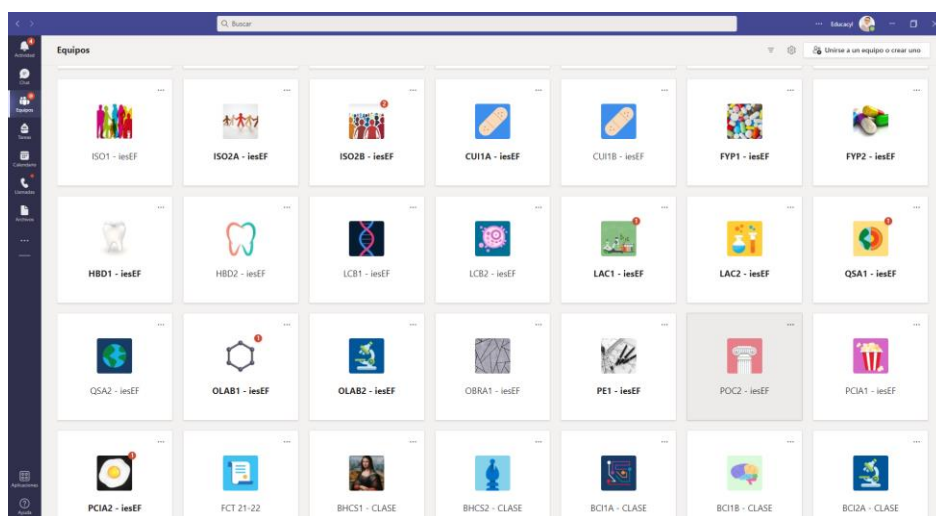 Buscar
Educacyl
Actividad
Equipos
Unirse a un equipo o crear uno
Chat
Equipos
Tareas
Calendario
Llamadas
Archivos
ISO1 - iesEF
ISO2A - iesEF
ISO2B - iesEF
2
CUI1A - iesEF
CUI1B - iesEF
FYP1 - iesEF
FYP2 - iesEF
HBD1 - iesEF
HBD2 - iesEF
LCB1 - iesEF
LCB2 - iesEF
LAC1 - iesEF
LAC2 - iesEF
QSA1 - iesEF
1
QSA2 - iesEF
OLAB1 - iesEF
1
OLAB2 - iesEF
OBRA1 - iesEF
PE1 - iesEF
POC2 - iesEF
PCIA1 - iesEF
PCIA2 - iesEF
FCT 21-22
BHCS1 - CLASE
BHCS2 - CLASE
BCI1A - CLASE
BCI1B - CLASE
BCI2A - CLASE
Aplicaciones
Ayuda